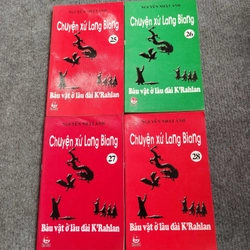 NGUYỄN NHẬT ÁNH
Chuyện xứ Lang Biang
25
Báu vật ở lâu đài K'Rahlan
NGUYỄN NHẬT ÁNH
Chuyện xứ Lang Biang
26
Báu vật ở lâu đài K'Rahlan
NGUYỄN NHẬT ÁNH
Chuyện xứ Lang Biang
27
Báu vật ở lâu đài K'Rahlan
NGUYỄN NHẬT ÁNH
Chuyện xứ Lang Biang
28
Báu vật ở lâu đài K'Rahlan